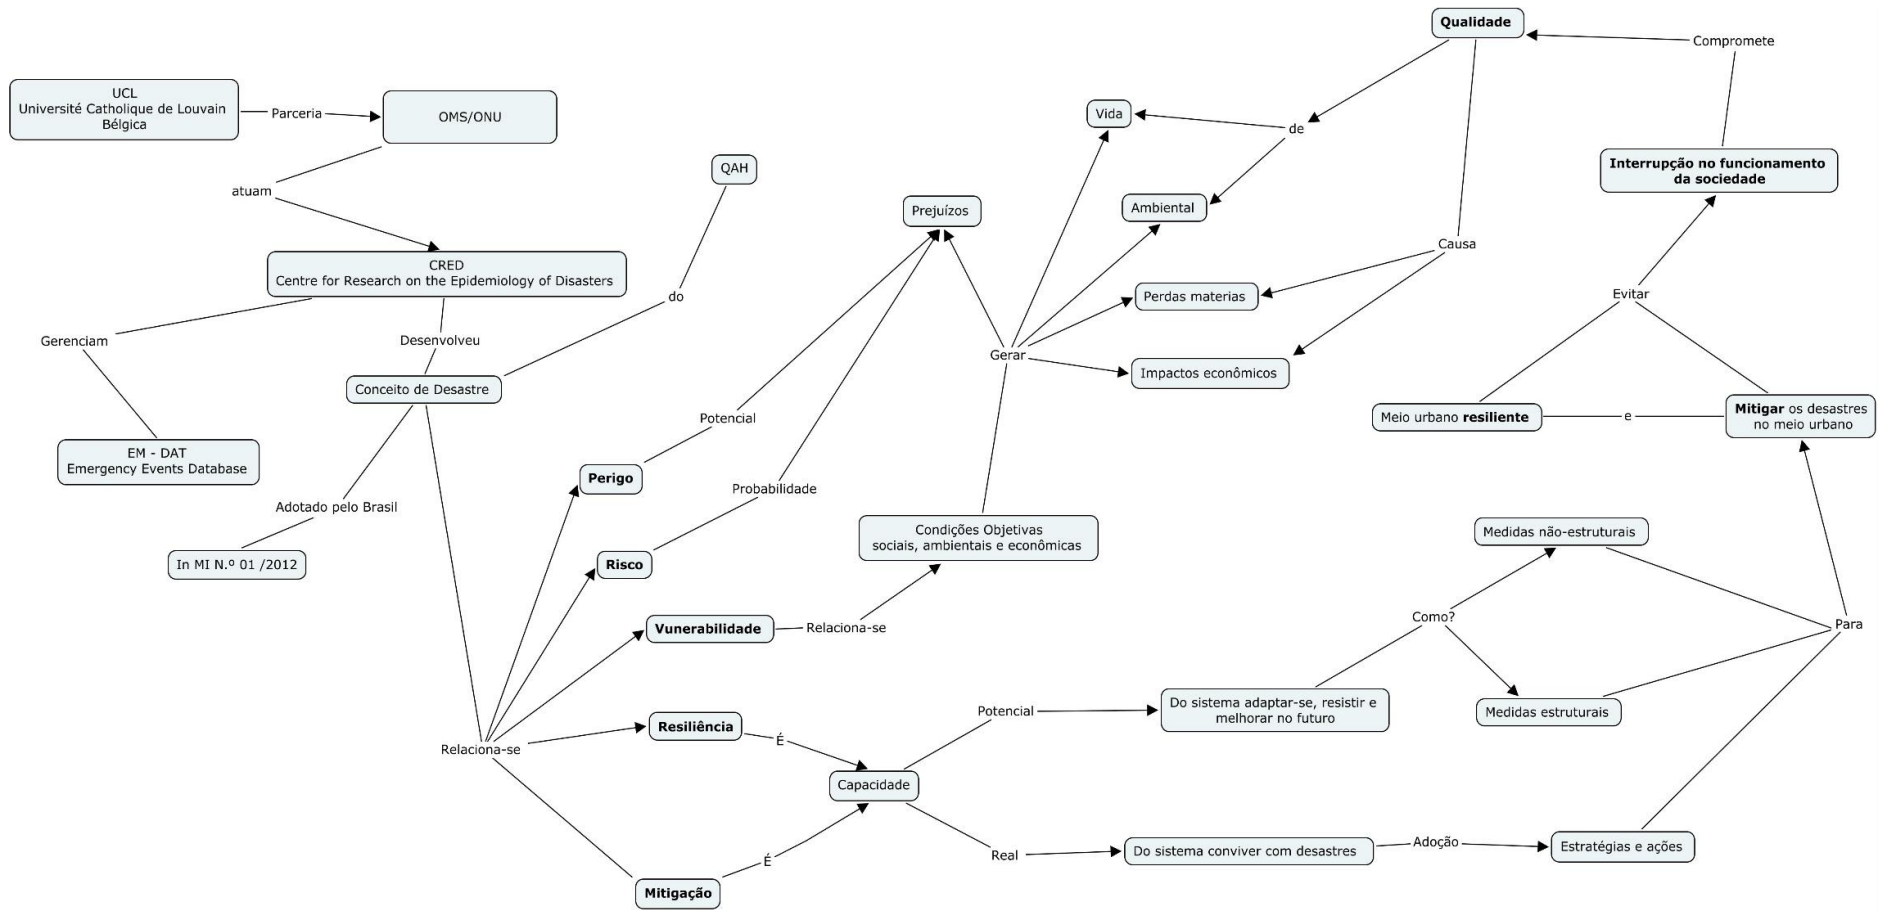 Qualidade
Compromete
UCL
Université Catholique de Louvain
Bélgica
Parceria
OMS/ONU
Vida
de
QAH
Interrupção no funcionamento
da sociedade
atuam
Prejuízos
Ambiental
Causa
CRED
Centre for Research on the Epidemiology of Disasters
do
Perdas materias
Evitar
Gerenciam
Desenvolveu
Gerar
Impactos econômicos
Conceito de Desastre
Potencial
Meio urbano resiliente
e
Mitigar os desastres
no meio urbano
EM - DAT
Emergency Events Database
Perigo
Probabilidade
Adotado pelo Brasil
Condições Objetivas
sociais, ambientais e econômicas
Medidas não-estruturais
In MI N.º 01 /2012
Risco
Como?
Para
Vunerabilidade
Relaciona-se
Do sistema adaptar-se, resistir e
melhorar no futuro
Medidas estruturais
Potencial
Resiliência
É
Relaciona-se
Capacidade
Real
Do sistema conviver com desastres
Adoção
Estratégias e ações
É
Mitigação